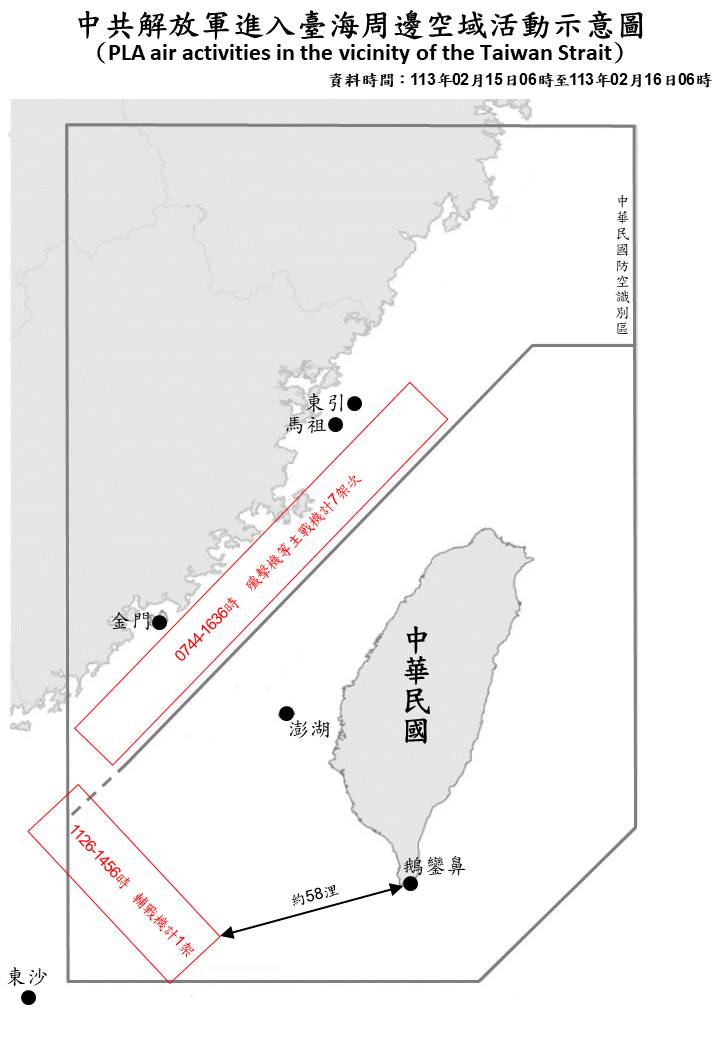 中共解放軍進入臺海周邊空域活動示意圖
（PLA air activities in the vicinity of the Taiwan Strait）
資料時間：113年02月15日06時至113年02月16日06時
中華民國防空識別區
東引
馬祖
0744-1636時 殲擊機等主戰機計7架次
金門
中華民國
澎湖
1126-1456時 輔戰機計1架
鵝鑾鼻
約58浬
東沙